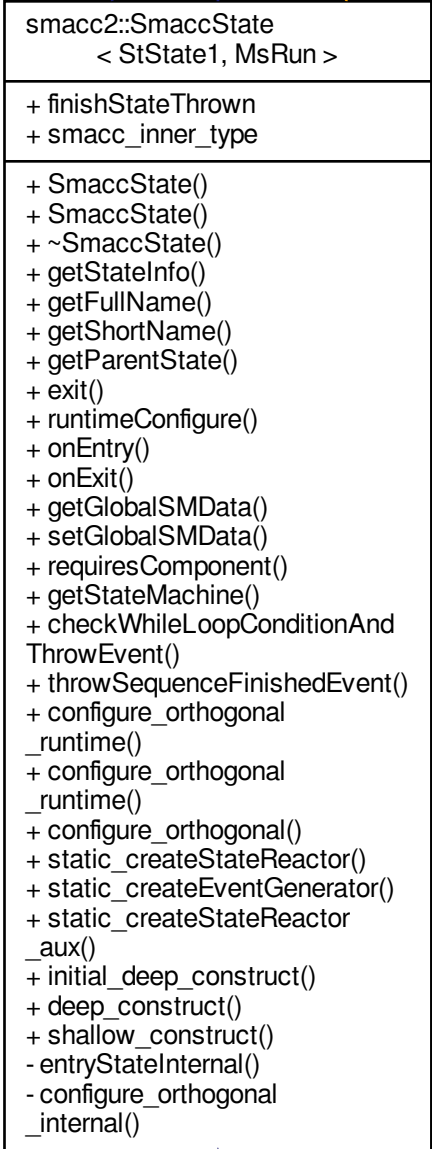 smacc2::SmaccState
< StState1, MsRun >
+ finishStateThrown
+ smacc_inner_type
+ SmaccState()
+ SmaccState()
+ ~SmaccState()
+ getStateInfo()
+ getFullName()
+ getShortName()
+ getParentState()
+ exit()
+ runtimeConfigure()
+ onEntry()
+ onExit()
+ getGlobalSMData()
+ setGlobalSMData()
+ requiresComponent()
+ getStateMachine()
+ checkWhileLoopConditionAnd
ThrowEvent()
+ throwSequenceFinishedEvent()
+ configure_orthogonal
_runtime()
+ configure_orthogonal
_runtime()
+ configure_orthogonal()
+ static_createStateReactor()
+ static_createEventGenerator()
+ static_createStateReactor
_aux()
+ initial_deep_construct()
+ deep_construct()
+ shallow_construct()
- entryStateInternal()
- configure_orthogonal
_internal()